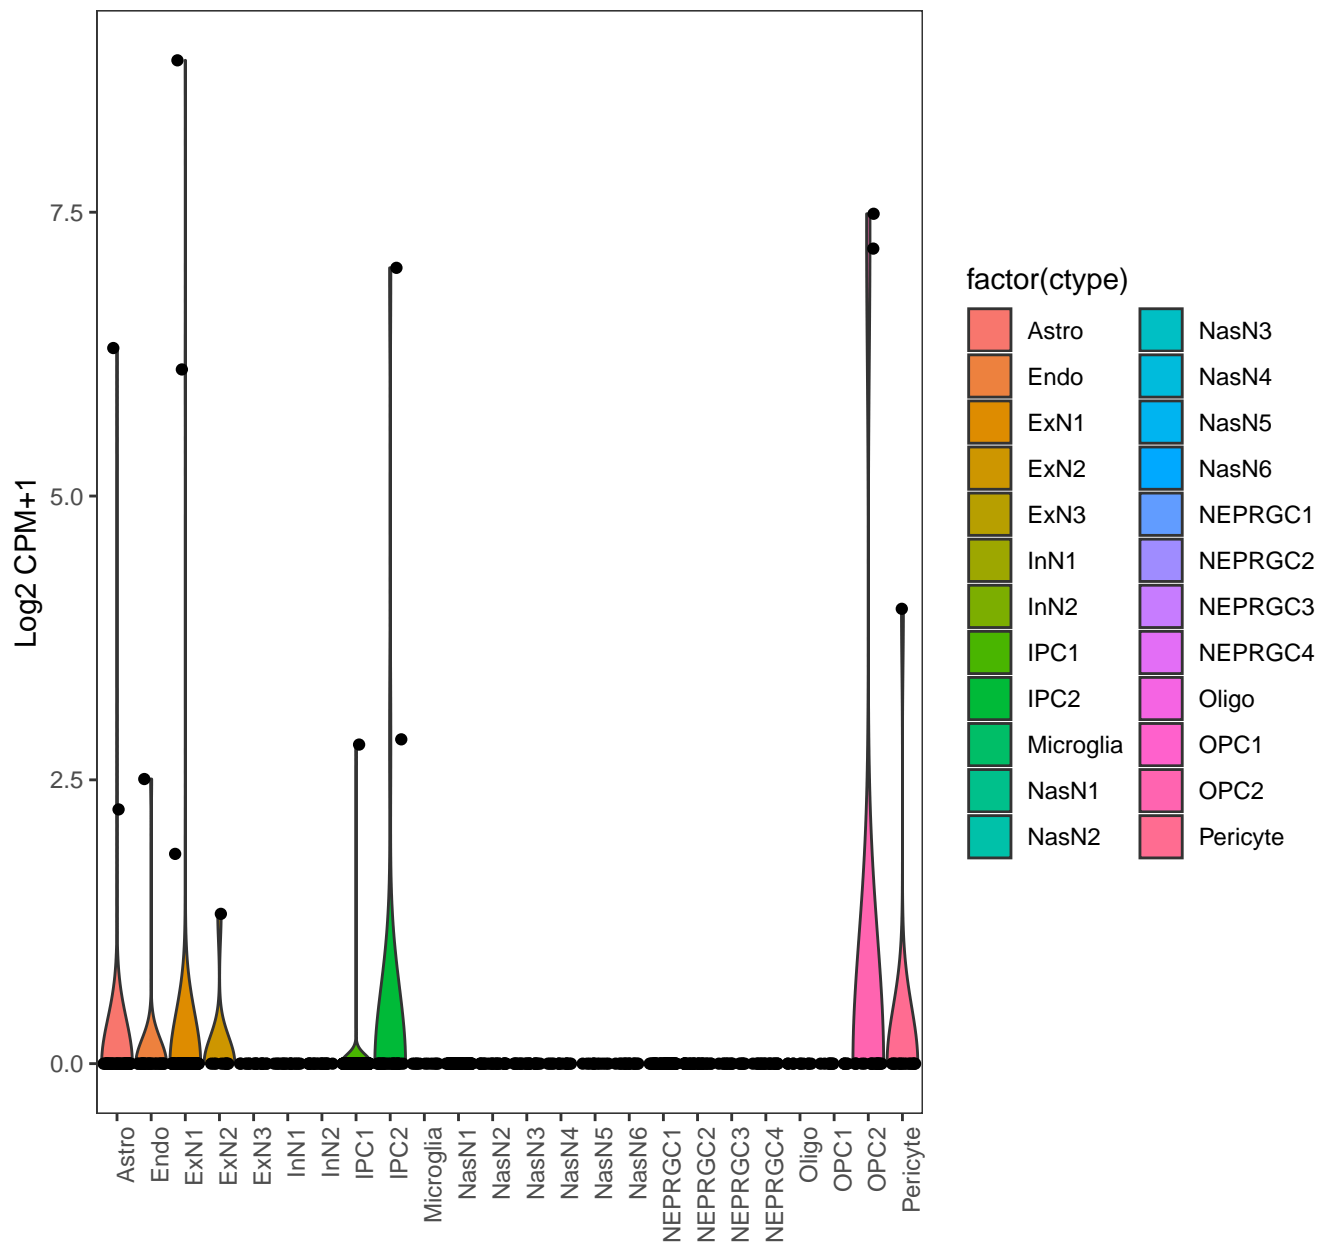 7.5
5.0
2.5
0.0
Log2 CPM+1
Astro
Endo
ExN1
ExN2
ExN3
InN1
InN2
IPC1
IPC2
Microglia
NasN1
NasN2
NasN3
NasN4
NasN5
NasN6
NEPRGC1
NEPRGC2
NEPRGC3
NEPRGC4
Oligo
OPC1
OPC2
Pericyte
factor(ctype)
Astro
Endo
ExN1
ExN2
ExN3
InN1
InN2
IPC1
IPC2
Microglia
NasN1
NasN2
NasN3
NasN4
NasN5
NasN6
NEPRGC1
NEPRGC2
NEPRGC3
NEPRGC4
Oligo
OPC1
OPC2
Pericyte